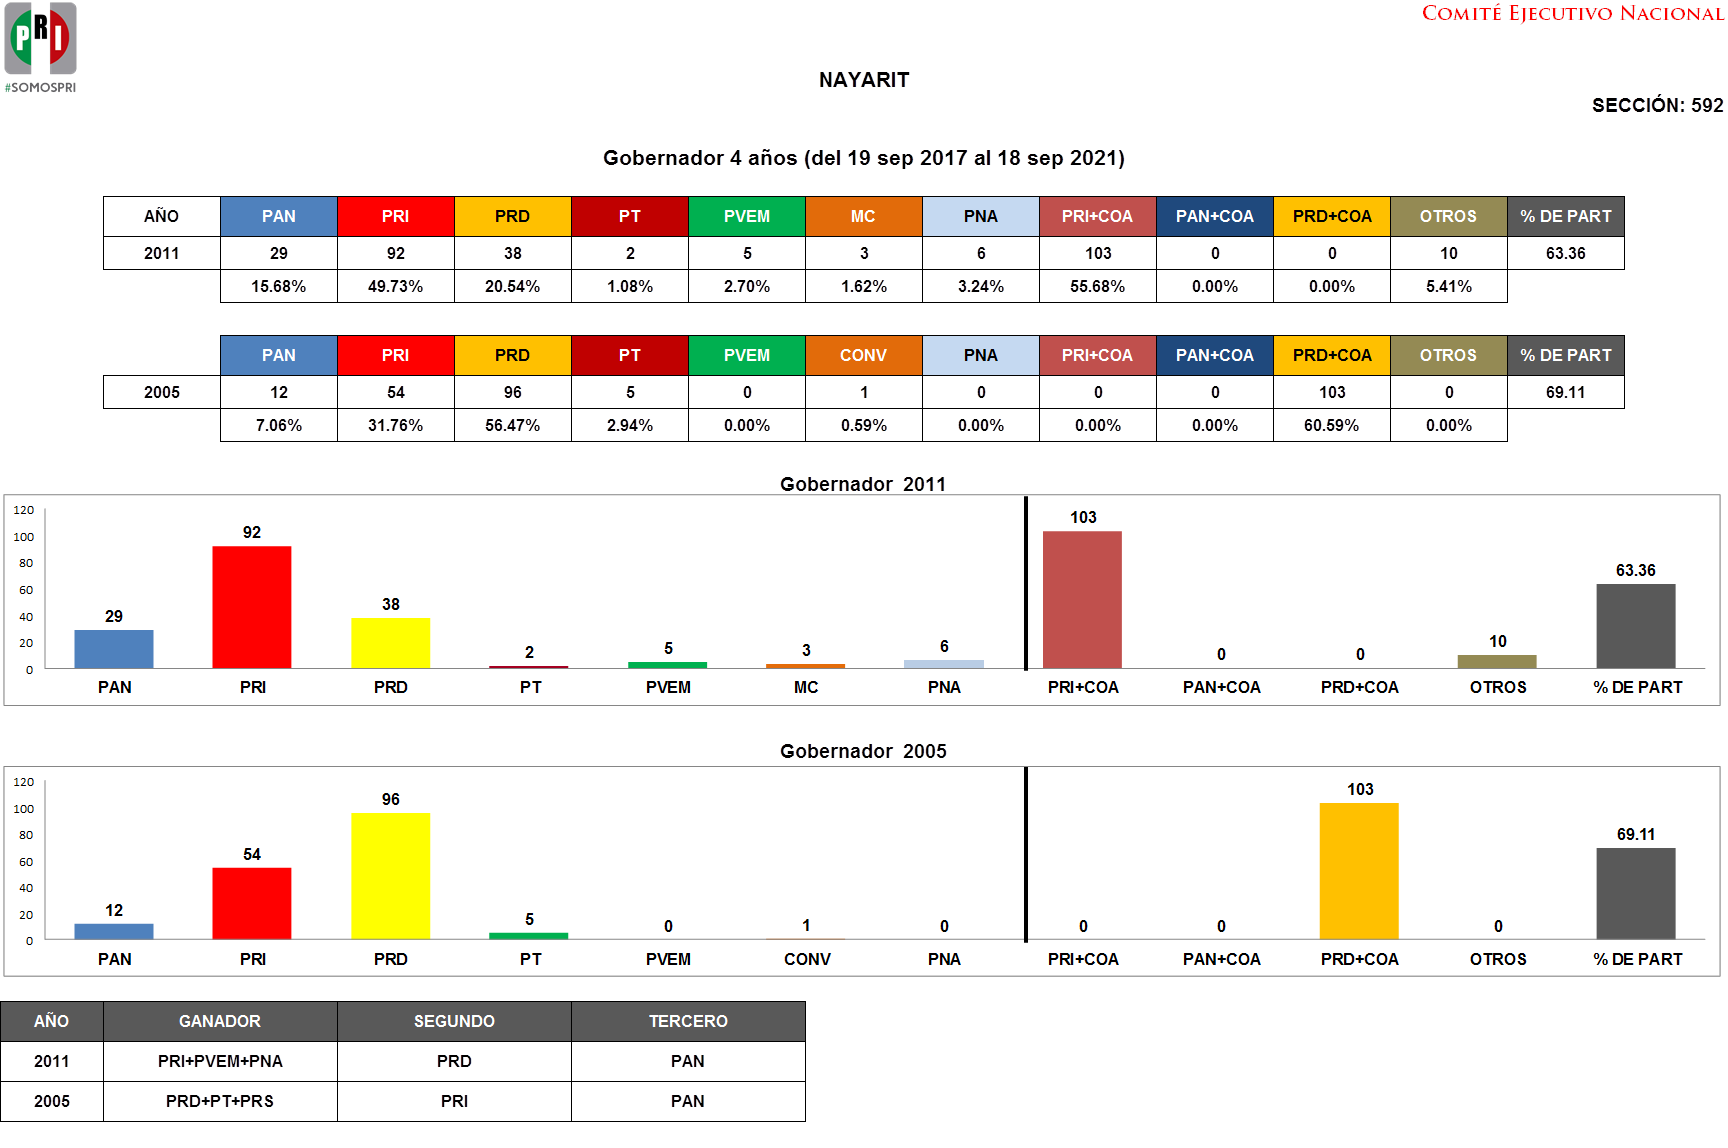 PRI
#SOMOSPRI
COMITÉ EJECUTIVO NACIONAL
NAYARIT
SECCIÓN: 592
Gobernador 4 años (del 19 sep 2017 al 18 sep 2021)
AÑO PAN PRI PRD PT PVEM MC PNA PRI+COA PAN+COA PRD+COA OTROS % DE PART
2011 29 92 38 2 5 3 6 103 0 0 10 63.36
15.68% 49.73% 20.54% 1.08% 2.70% 1.62% 3.24% 55.68% 0.00% 0.00% 5.41%
PAN PRI PRD PT PVEM CONV PNA PRI+COA PAN+COA PRD+COA OTROS % DE PART
2005 12 54 96 5 0 1 0 0 0 103 0 69.11
7.06% 31.76% 56.47% 2.94% 0.00% 0.59% 0.00% 0.00% 0.00% 60.59% 0.00%
Gobernador 2011
120
100
80
60
40
20
0
29 92 38 2 5 3 6 103 0 0 10 63.36
PAN PRI PRD PT PVEM MC PNA PRI+COA PAN+COA PRD+COA OTROS % DE PART
Gobernador 2005
120
100
80
60
40
20
0
12 54 96 5 0 1 0 0 0 103 0 69.11
PAN PRI PRD PT PVEM CONV PNA PRI+COA PAN+COA PRD+COA OTROS % DE PART
AÑO GANADOR SEGUNDO TERCERO
2011 PRI+PVEM+PNA PRD PAN
2005 PRD+PT+PRS PRI PAN